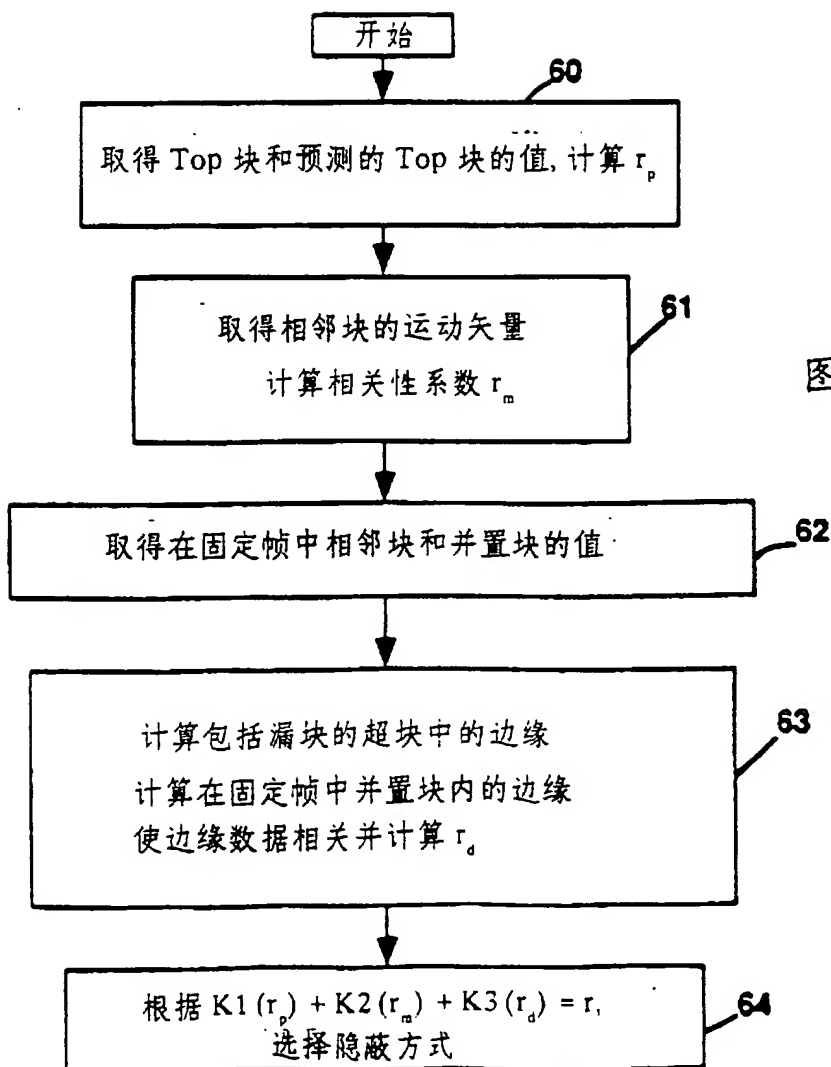 开始
60
取得 Top 块和预测的 Top 块的值, 计算 r_p
61
取得相邻块的运动矢量
计算相关性系数 r_m
图
取得在固定帧中相邻块和并置块的值
62
63
计算包括漏块的超块中的边缘
计算在固定帧中并置块内的边缘
使边缘数据相关并计算 r_d
根据 K1(r_p) + K2(r_m) + K3(r_d) = r,
选择隐蔽方式
64